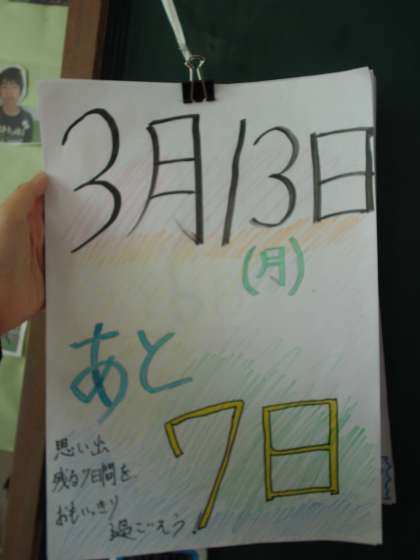 3月13日
(月)
あと
7日
思い出
残る7日間を
おもいっきり
過ごそう!